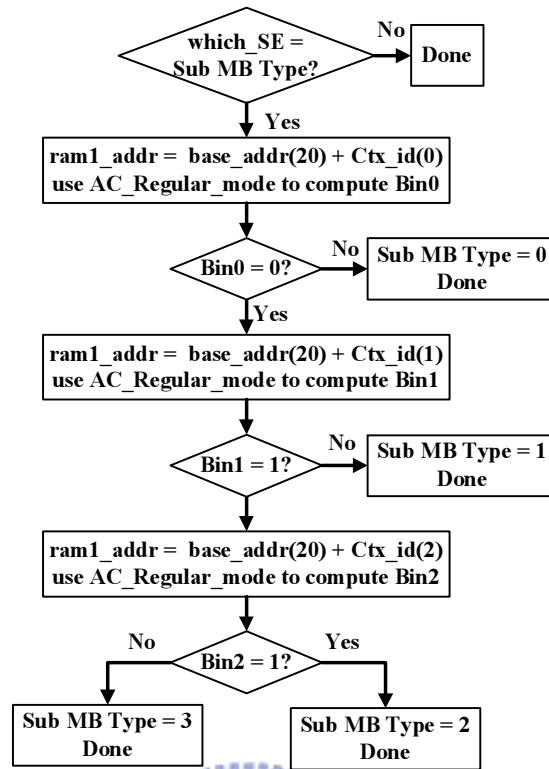 which_SE =
Sub MB Type?
No
Done
Yes
ram1_addr = base_addr(20) + Ctx_id(0)
use AC_Regular_mode to compute Bin0
Bin0 = 0?
No
Sub MB Type = 0
Done
Yes
ram1_addr = base_addr(20) + Ctx_id(1)
use AC_Regular_mode to compute Bin1
Bin1 = 1?
No
Sub MB Type = 1
Done
ram1_addr = base_addr(20) + Ctx_id(2)
use AC_Regular_mode to compute Bin2
No
Bin2 = 1?
Yes
Sub MB Type = 3
Done
Sub MB Type = 2
Done